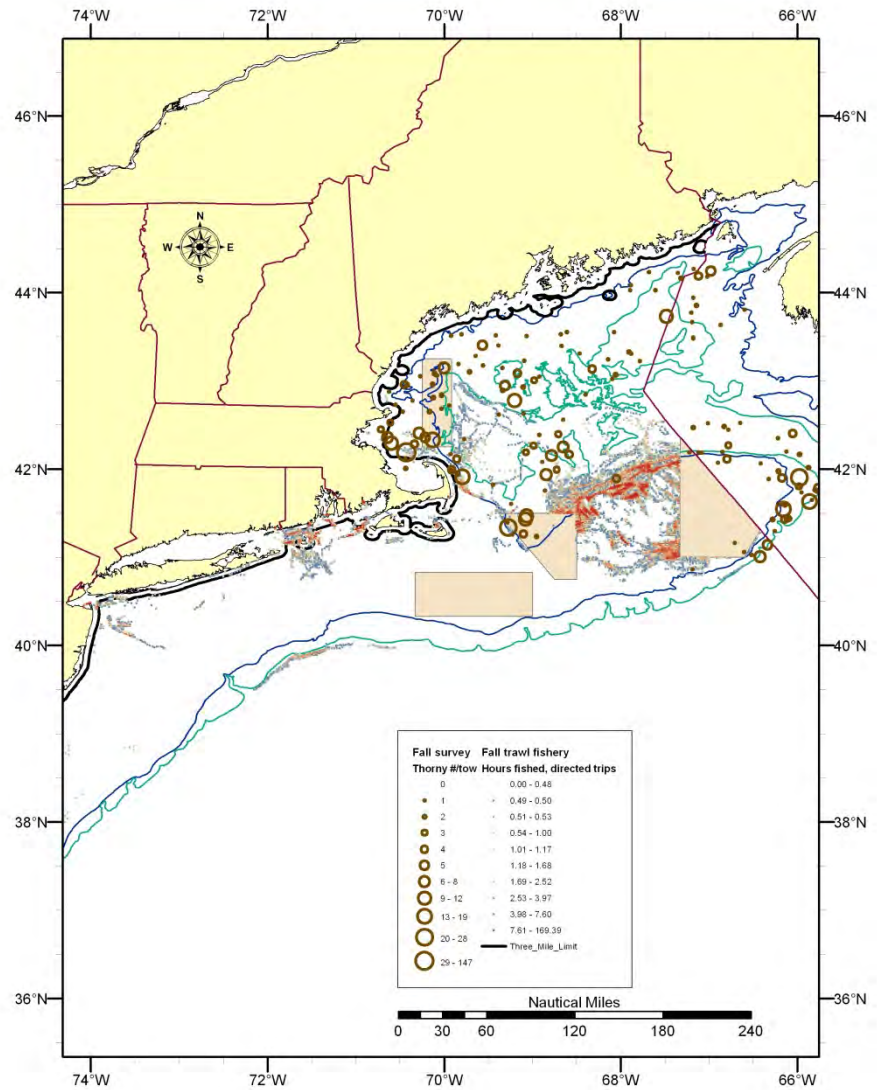 74°W 72°W 70°W 68°W 66°W
46°N 46°N
N
W E
S
44°N 44°N
42°N 42°N
40°N 40°N
Fall survey Fall trawl fishery
Thorny #/tow Hours fished, directed trips
0 0.00 - 0.48
1 0.49 - 0.50
2 0.51 - 0.53
3 0.54 - 1.00
4 1.01 - 1.17
5 1.18 - 1.68
6 - 8 1.69 - 2.52
9 - 12 2.53 - 3.97
13 - 19 3.98 - 7.60
20 - 28 7.61 - 169.39
29 - 147 Three_Mile_Limit
38°N 38°N
36°N 36°N
Nautical Miles
0 30 60 120 180 240
74°W 72°W 70°W 68°W 66°W